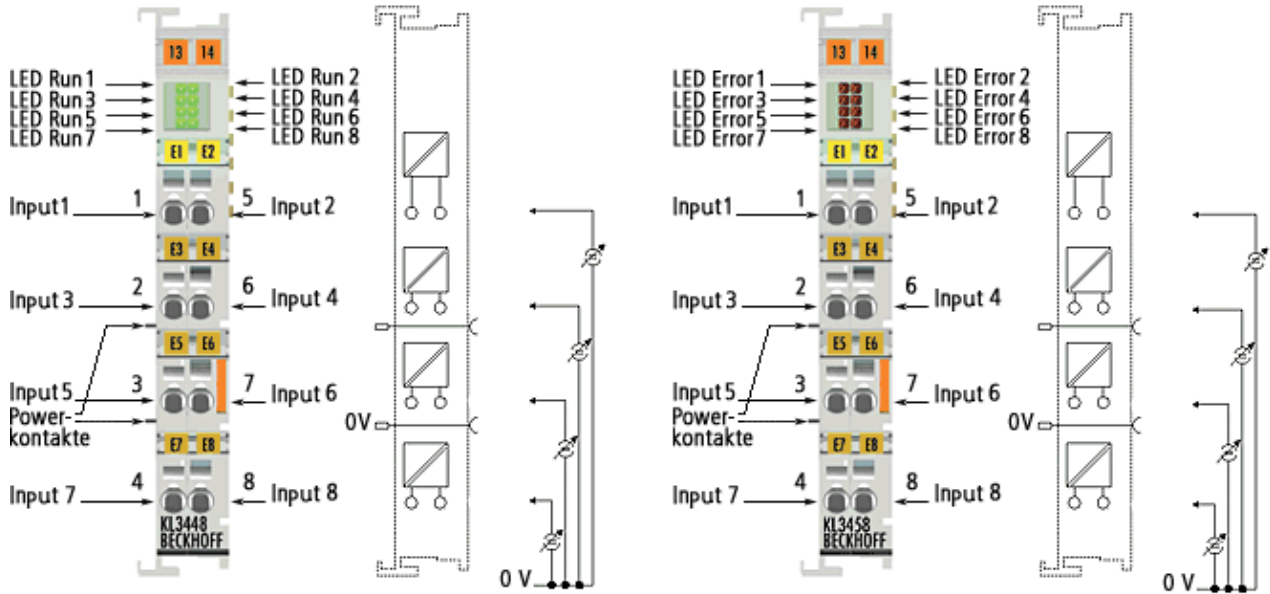 13 14
LED Run 1
LED Run 2
LED Run 3
LED Run 4
LED Run 5
LED Run 6
LED Run 7
LED Run 8
E1 E2
1
5
Input1
Input 2
E3 E4
2
6
Input 3
Input 4
E5 E6
3
7
Input 5
Input 6
Power-
kontakte
0V
E7 E8
4
8
Input 7
Input 8
KL3448
BECKHOFF
0 V
13 14
LED Error 1
LED Error 2
LED Error 3
LED Error 4
LED Error 5
LED Error 6
LED Error 7
LED Error 8
E1 E2
1
5
Input1
Input 2
E3 E4
2
6
Input 3
Input 4
E5 E6
3
7
Input 5
Input 6
Power-
kontakte
0V
E7 E8
4
8
Input 7
Input 8
KL3458
BECKHOFF
0 V